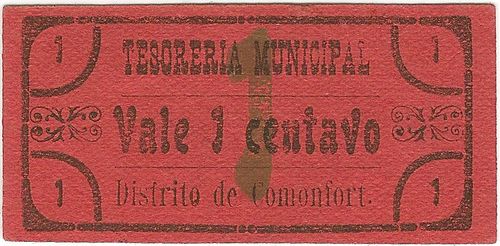 1 TESORERIA MUNICIPAL 1
Vale 1 centavo
1 Distrito de Comonfort. 1